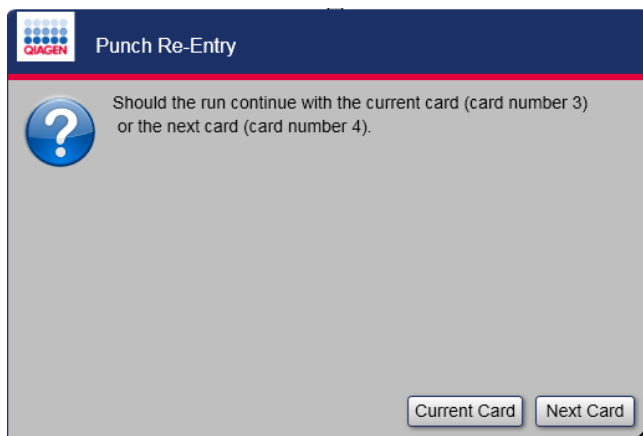 QIAGEN
Punch Re-Entry
Should the run continue with the current card (card number 3)
or the next card (card number 4).
Current Card
Next Card